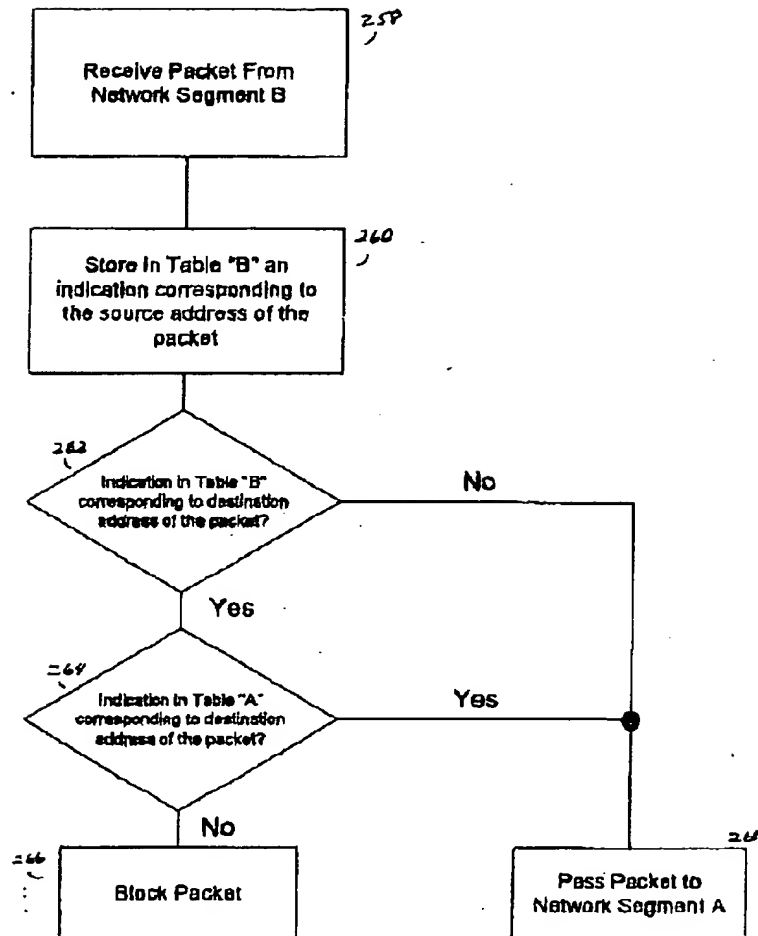 258
Receive Packet From
Network Segment B
260
Store in Table "B" an
indication corresponding to
the source address of the
packet
262
Indication in Table "B"
corresponding to destination
address of the packet?
No
Yes
264
Indication in Table "A"
corresponding to destination
address of the packet?
Yes
No
266
Block Packet
Pass Packet to
Network Segment A